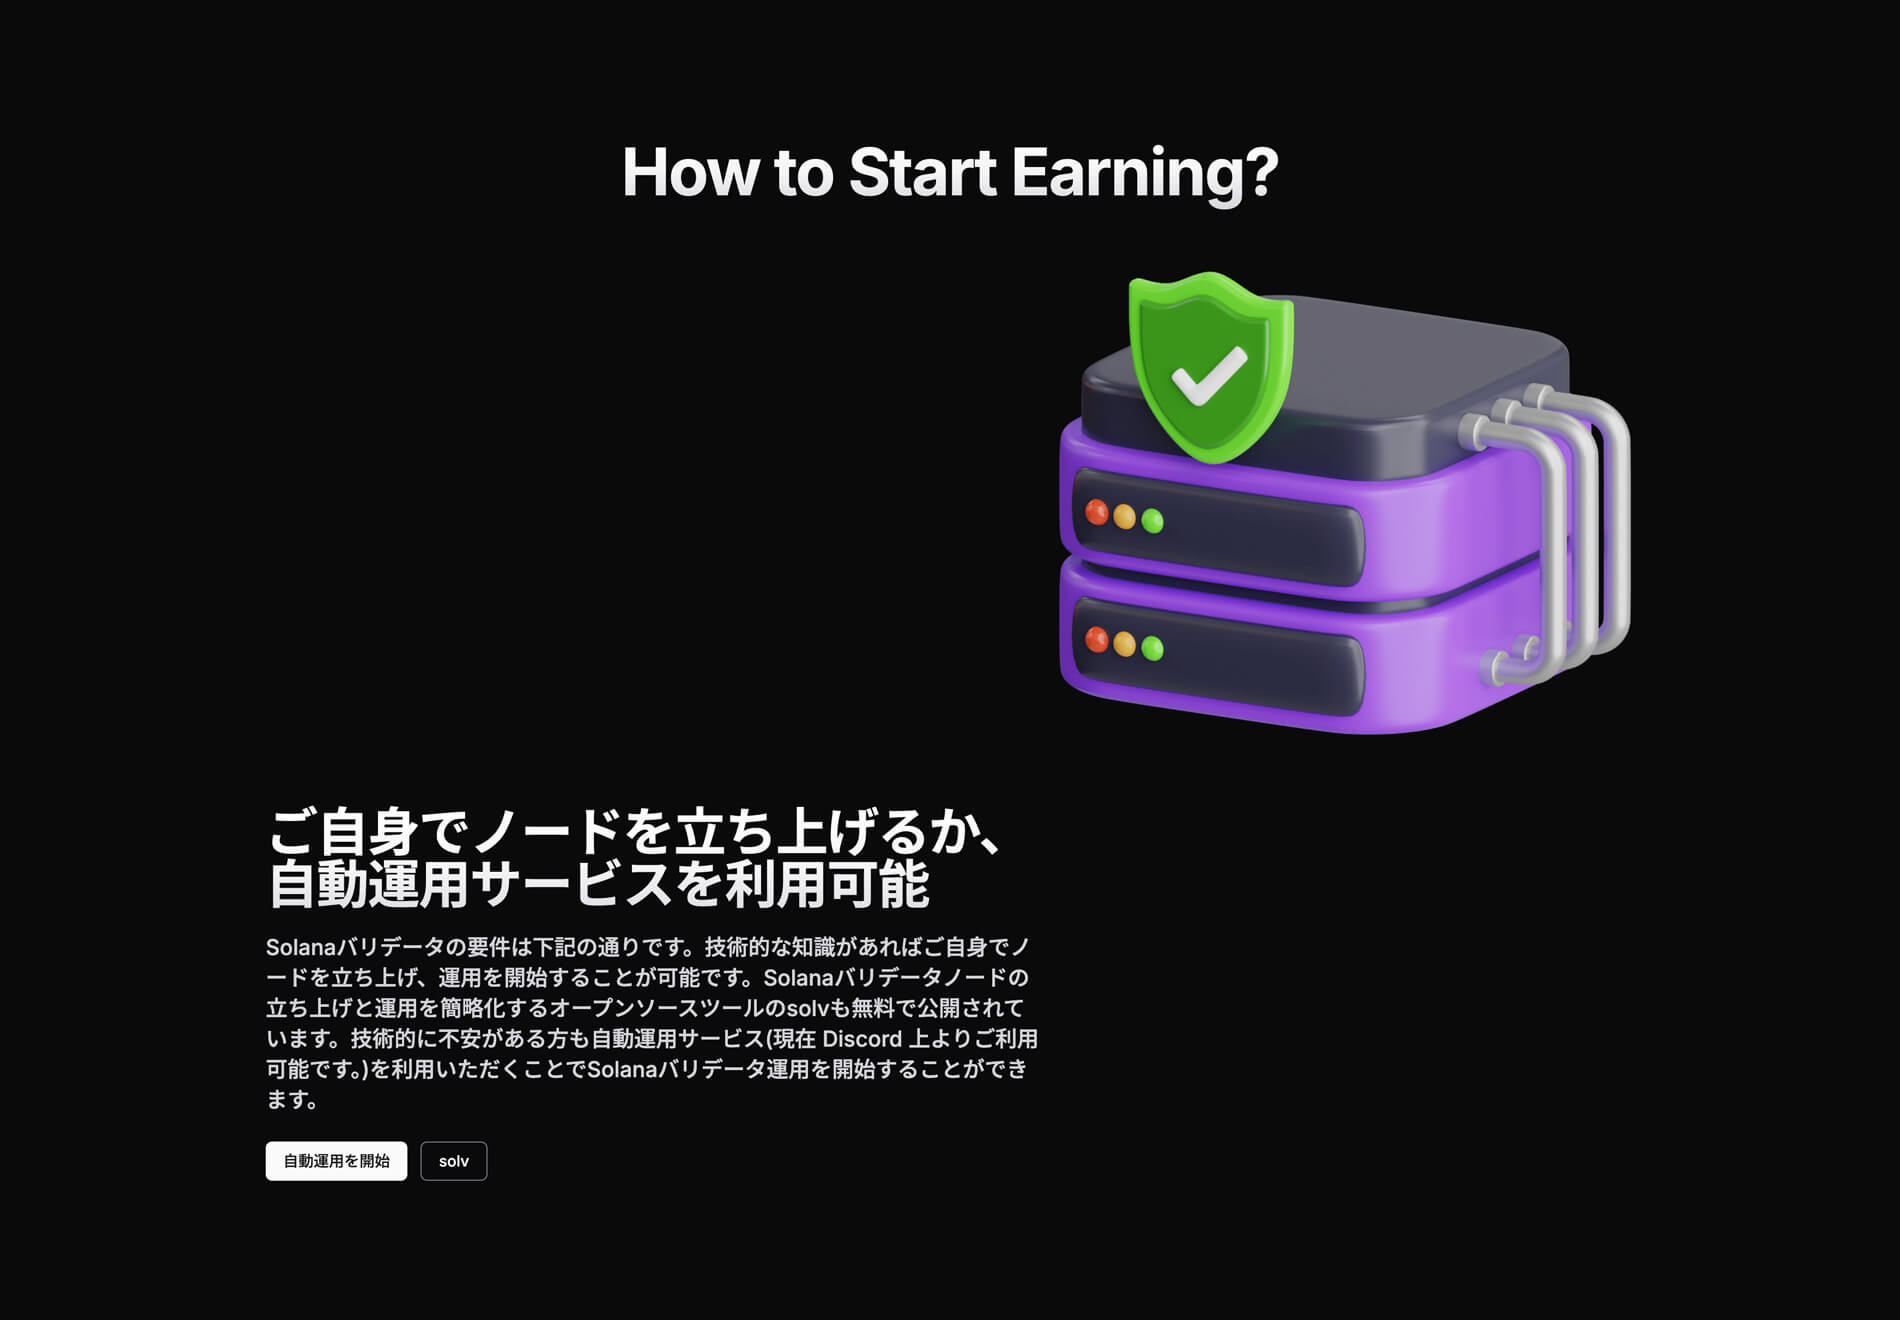 How to Start Earning?
ご自身でノードを立ち上げるか、
自動運用サービスを利用可能
Solanaバリデータの要件は下記の通りです。技術的な知識があればご自身でノ
ードを立ち上げ、運用を開始することが可能です。Solanaバリデータノードの
立ち上げと運用を簡略化するオープンソースツールのsolvも無料で公開されて
います。技術的に不安がある方も自動運用サービス(現在 Discord 上よりご利用
可能です。)を利用いただくことでSolanaバリデータ運用を開始することができ
ます。
自動運用を開始
solv